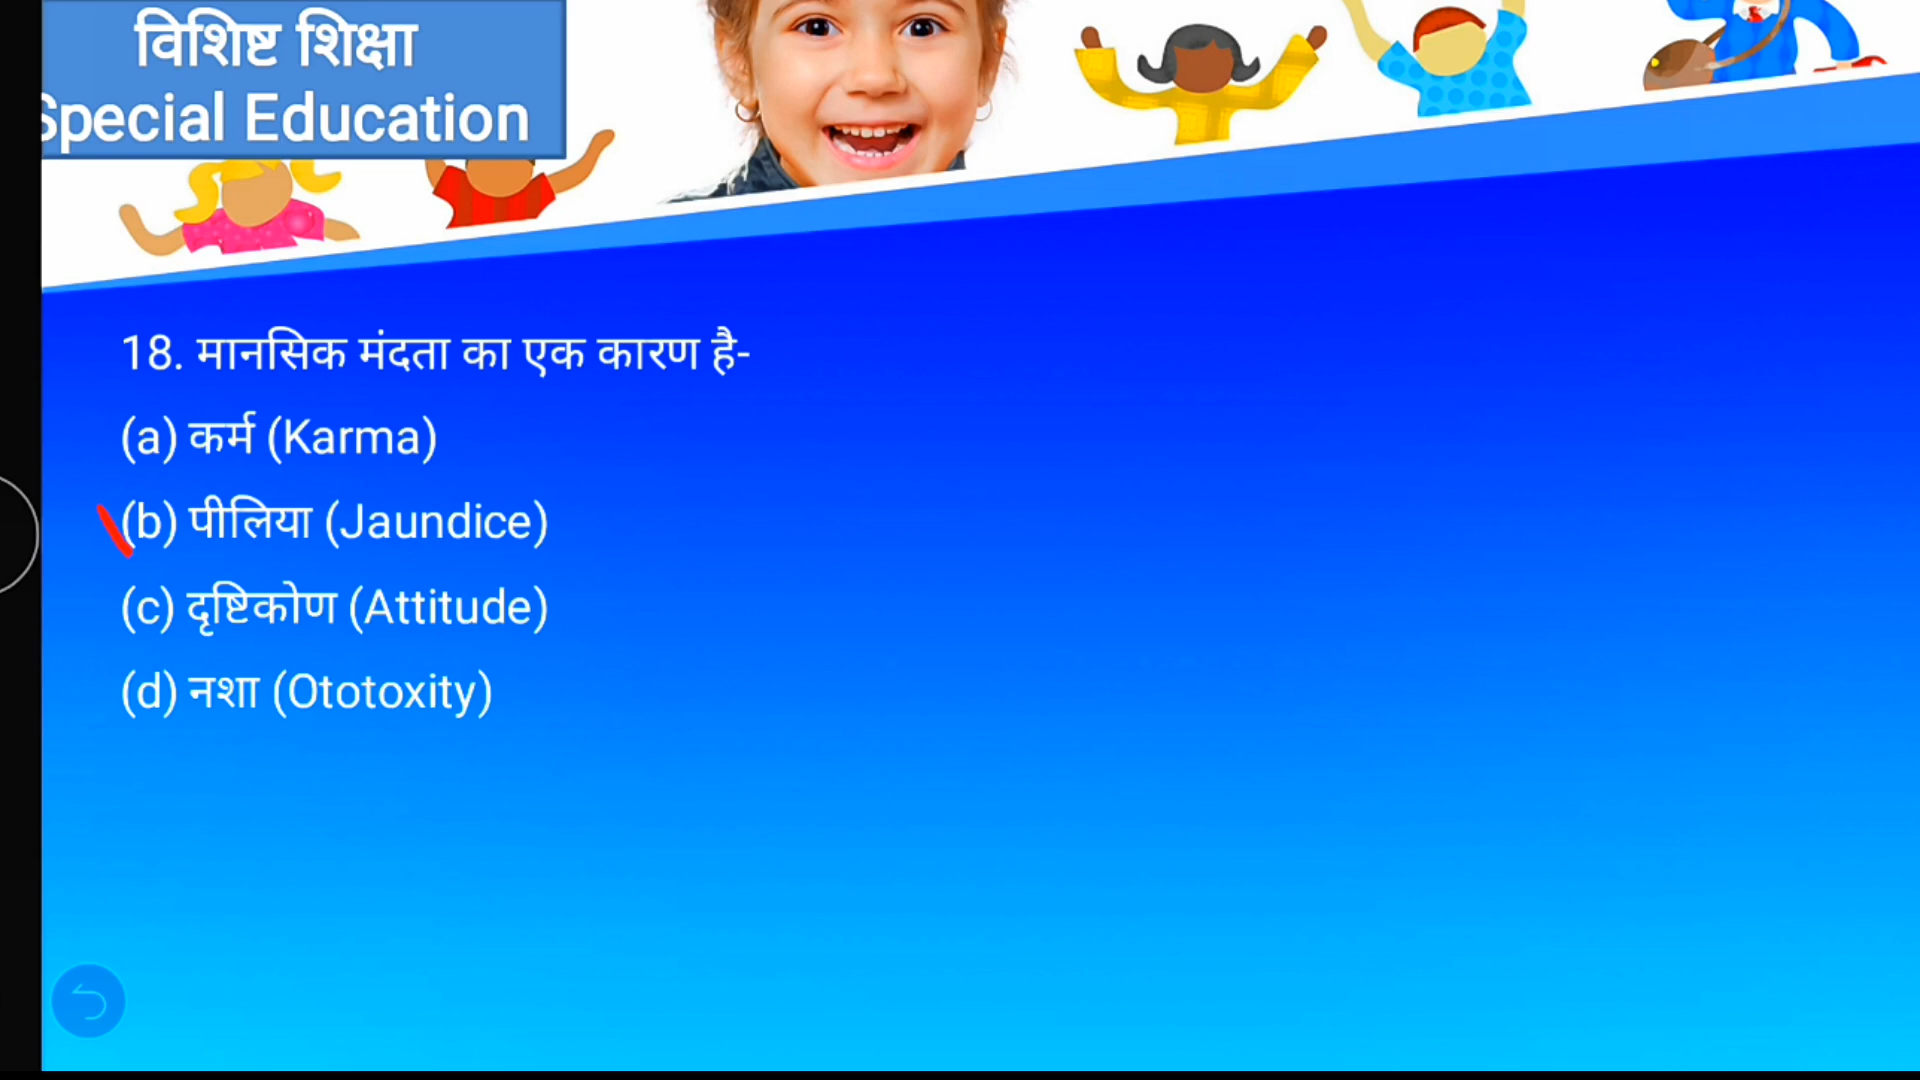 विशिष्ट शिक्षा
Special Education
18. मानसिक मंदता का एक कारण है-
(a) कर्म (Karma)
(b) पीलिया (Jaundice)
(c) दृष्टिकोण (Attitude)
(d) नशा (Ototoxity)